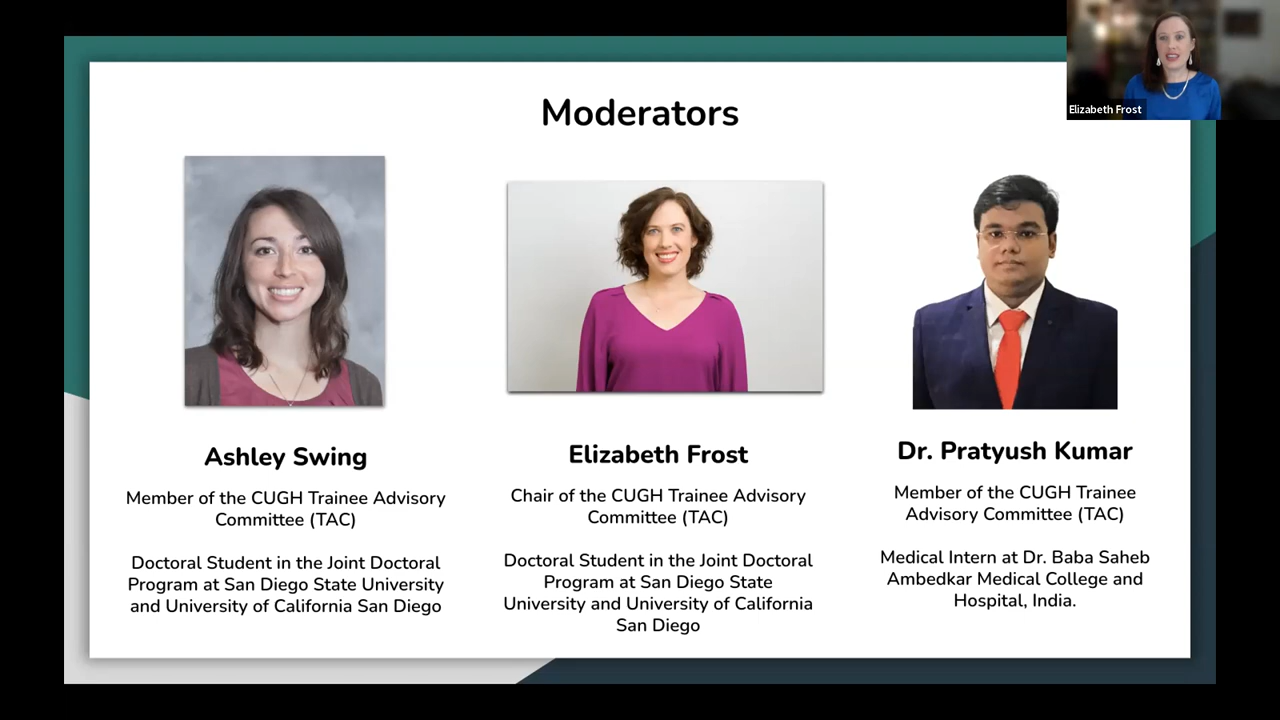 Elizabeth Frost
Moderators
Ashley Swing
Member of the CUGH Trainee Advisory
Committee (TAC)
Doctoral Student in the Joint Doctoral
Program at San Diego State University
and University of California San Diego
Elizabeth Frost
Chair of the CUGH Trainee Advisory
Committee (TAC)
Doctoral Student in the Joint Doctoral
Program at San Diego State
University and University of California
San Diego
Dr. Pratyush Kumar
Member of the CUGH Trainee
Advisory Committee (TAC)
Medical Intern at Dr. Baba Saheb
Ambedkar Medical College and
Hospital, India.